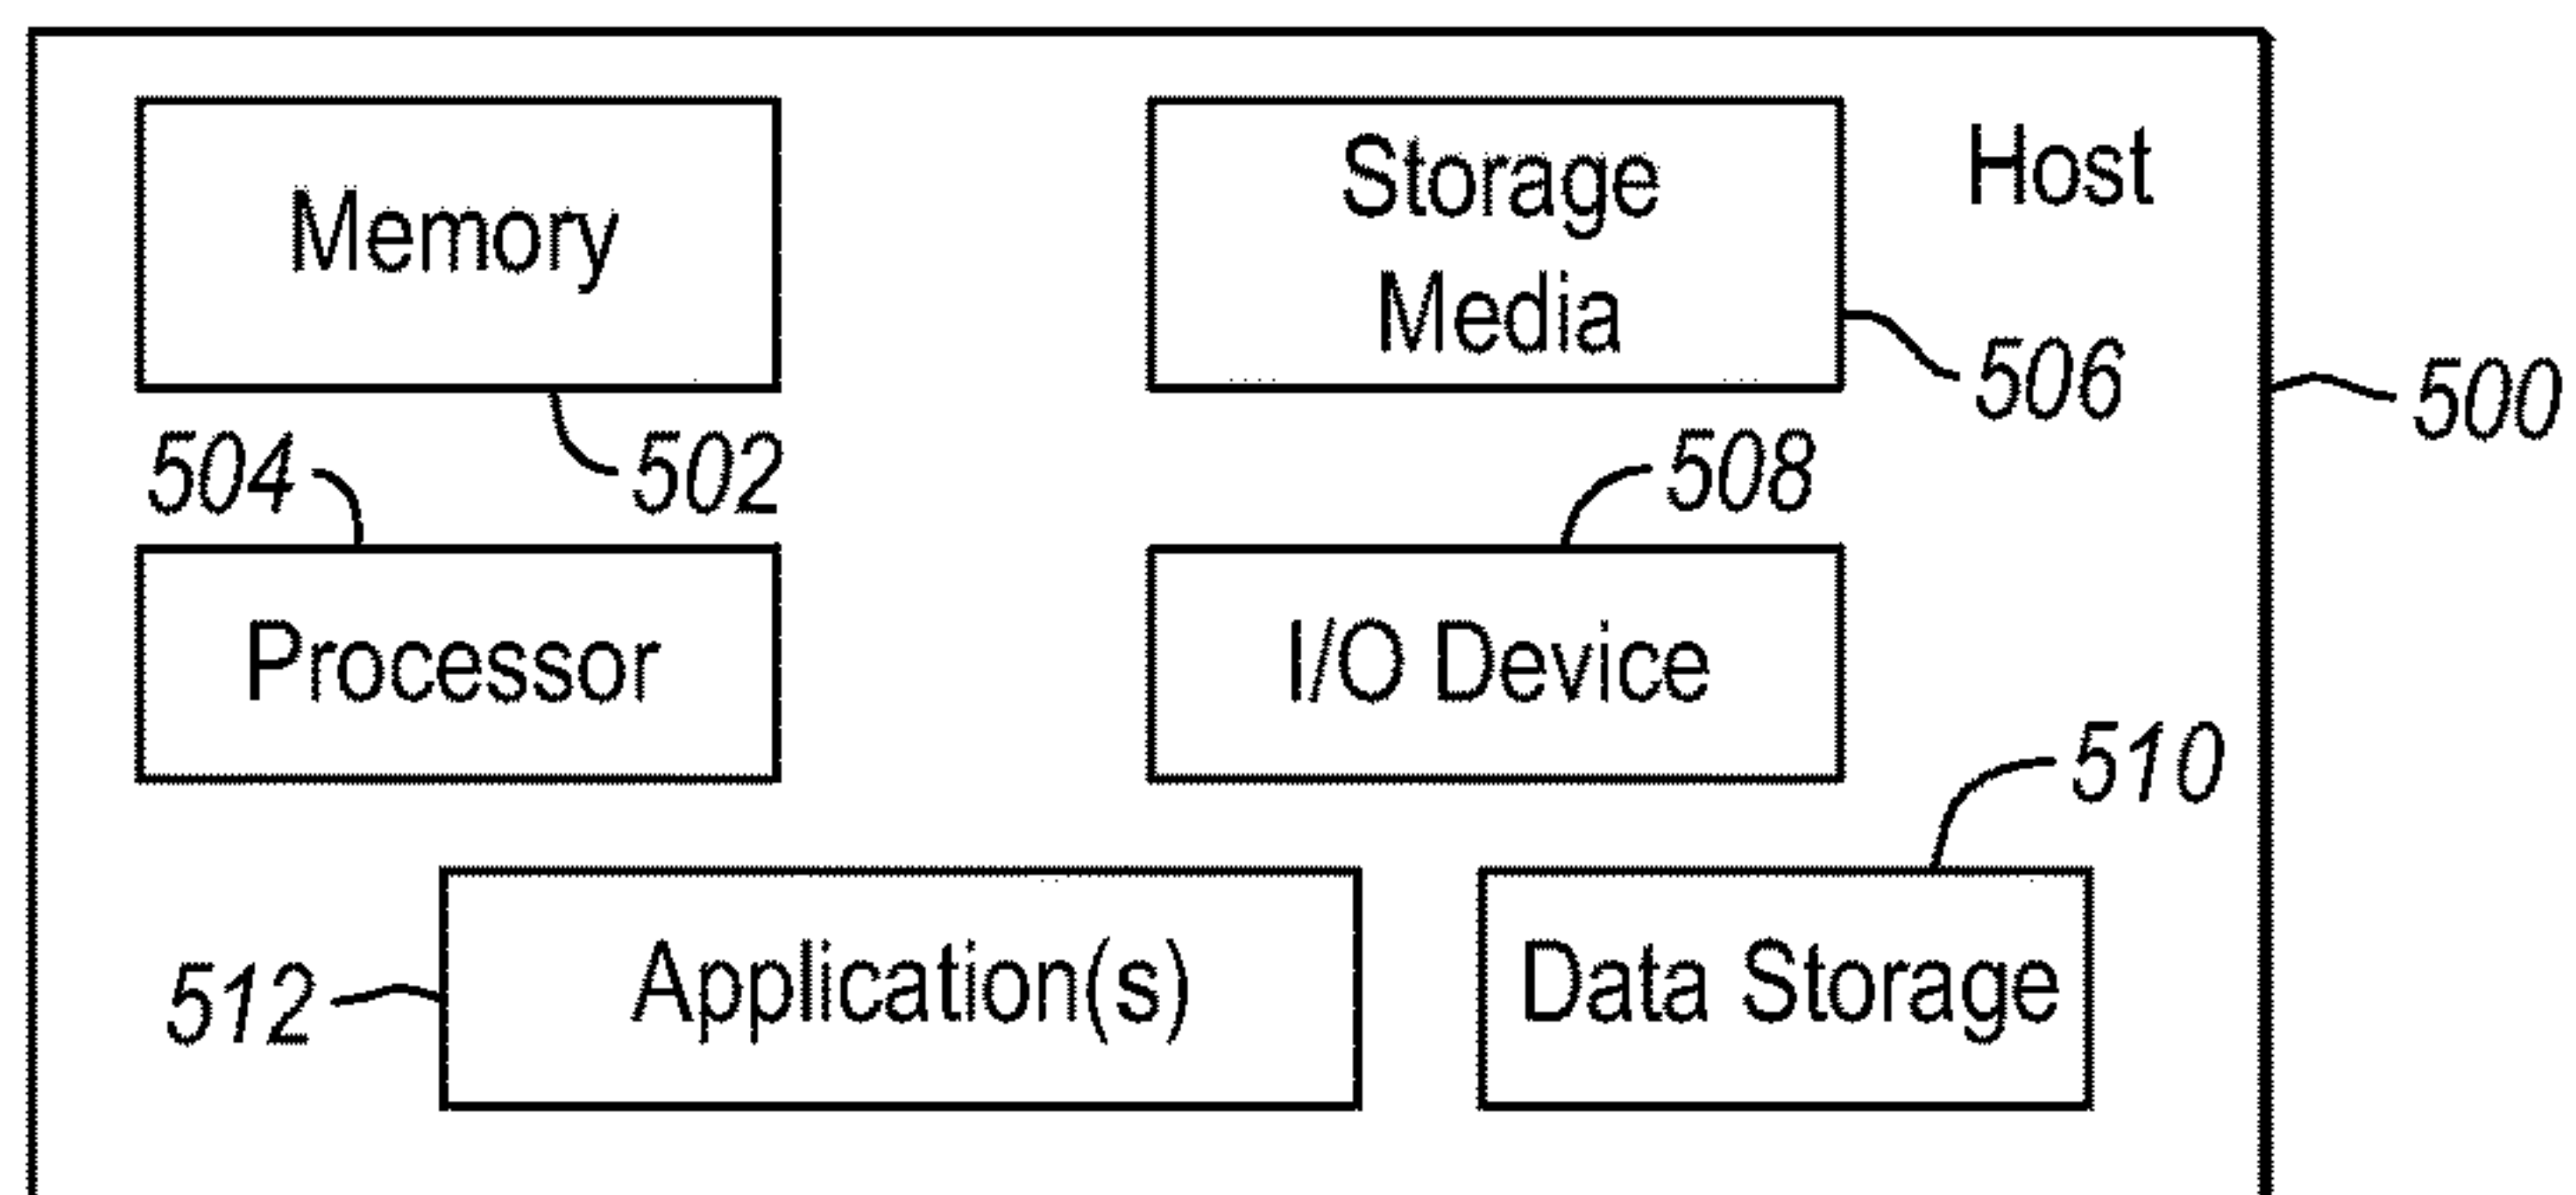 Memory
Storage
Media
Host
506
500
504
502
508
Processor
I/O Device
510
512
Application(s)
Data Storage